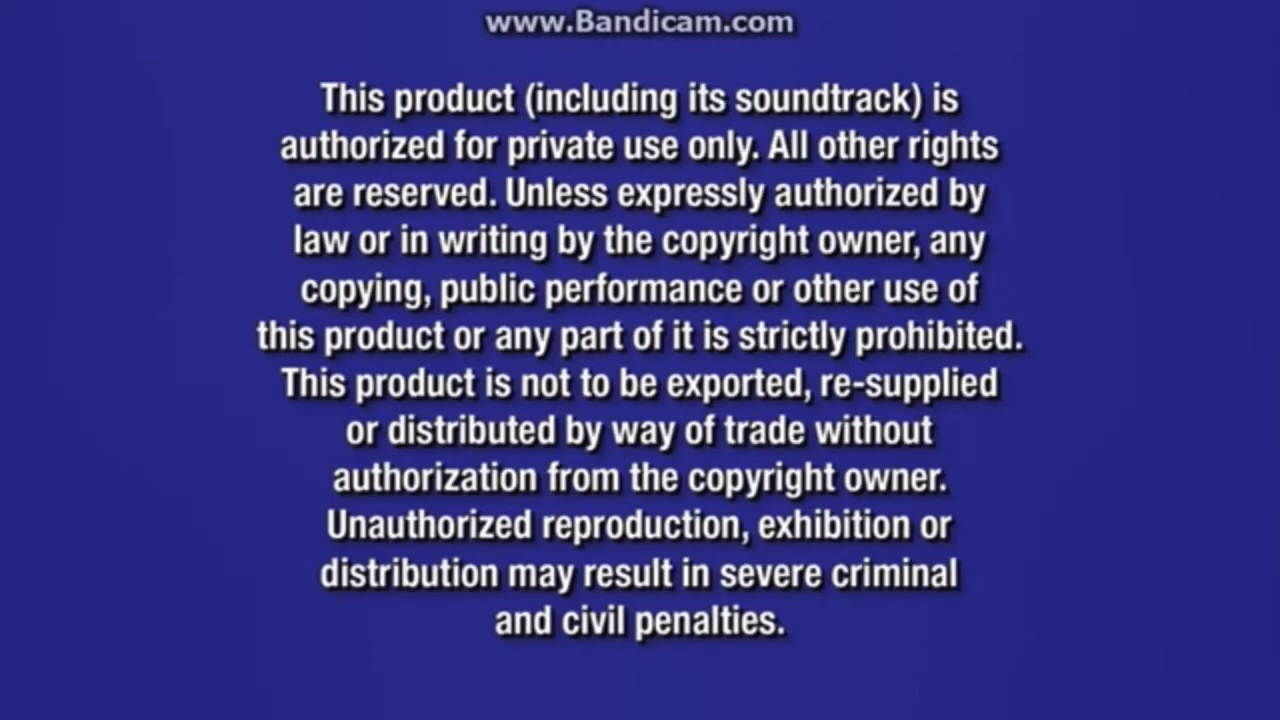 www.Bandicam.com
This product (including its soundtrack) is
authorized for private use only. All other rights
are reserved. Unless expressly authorized by
law or in writing by the copyright owner, any
copying, public performance or other use of
this product or any part of it is strictly prohibited.
This product is not to be exported, re-supplied
or distributed by way of trade without
authorization from the copyright owner.
Unauthorized reproduction, exhibition or
distribution may result in severe criminal
and civil penalties.